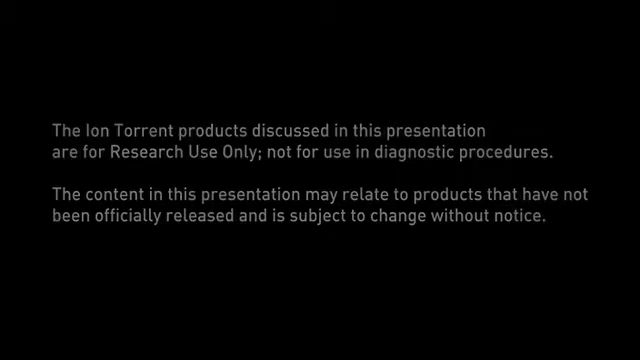 The Ion Torrent products discussed in this presentation
are for Research Use Only; not for use in diagnostic procedures.
The content in this presentation may relate to products that have not
been officially released and is subject to change without notice.